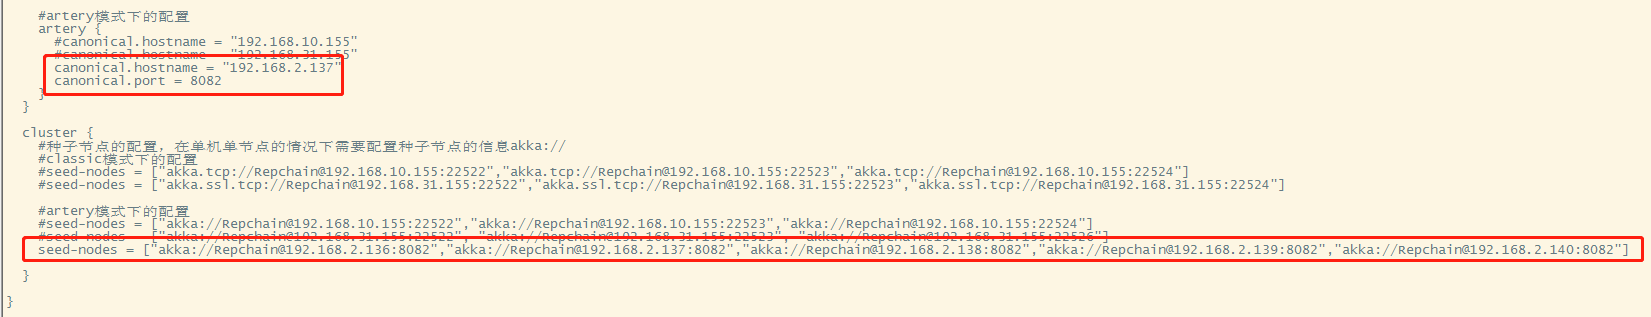 #artery模式下的配置
artery {
#canonical.hostname = "192.168.10.155"
#canonical.hostname = "192.168.31.155"
canonical.hostname = "192.168.2.137"
canonical.port = 8082
}
}
cluster {
#种子节点的配置，在单机单节点的情况下需要配置种子节点的信息akka://
#classic模式下的配置
#seed-nodes = ["akka.tcp://Repchain@192.168.10.155:22522","akka.tcp://Repchain@192.168.10.155:22523","akka.tcp://Repchain@192.168.10.155:22524"]
#seed-nodes = ["akka.ssl.tcp://Repchain@192.168.31.155:22522","akka.ssl.tcp://Repchain@192.168.31.155:22523","akka.ssl.tcp://Repchain@192.168.31.155:22524"]
#artery模式下的配置
#seed-nodes = ["akka://Repchain@192.168.10.155:22522","akka://Repchain@192.168.10.155:22523","akka://Repchain@192.168.10.155:22524"]
#seed-nodes = ["akka://Repchain@192.168.31.155:22522", "akka://Repchain@192.168.31.155:22523", "akka://Repchain@192.168.31.155:22526"]
seed-nodes = ["akka://Repchain@192.168.2.136:8082","akka://Repchain@192.168.2.137:8082","akka://Repchain@192.168.2.138:8082","akka://Repchain@192.168.2.139:8082","akka://Repchain@192.168.2.140:8082"]
}
}